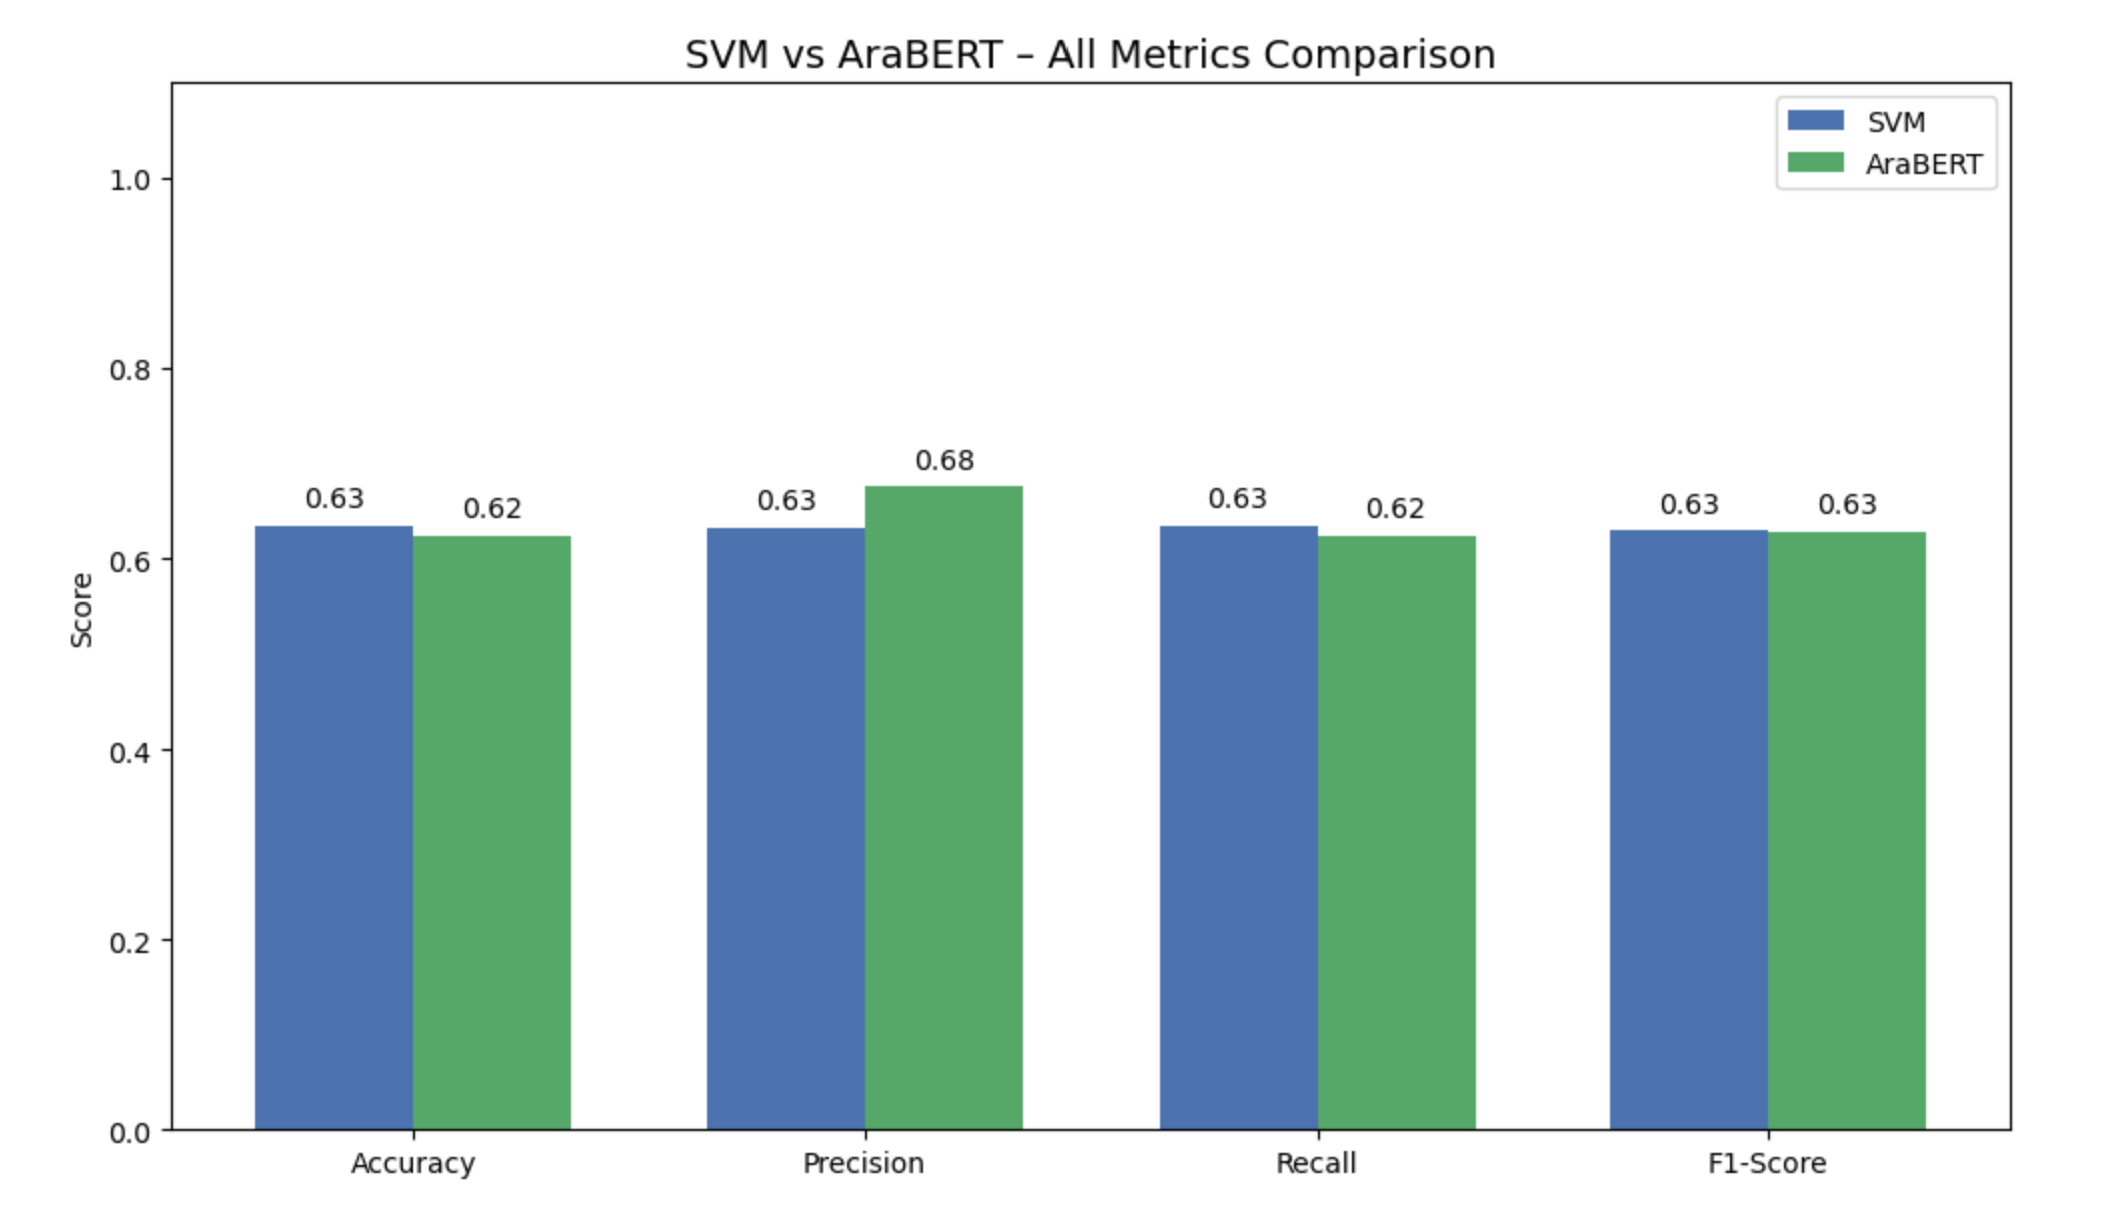 SVM vs AraBERT – All Metrics Comparison
SVM
AraBERT
1.0
0.8
0.6
0.4
0.2
0.0
Score
0.63
0.62
0.63
0.68
0.63
0.62
0.63
0.63
Accuracy
Precision
Recall
F1-Score